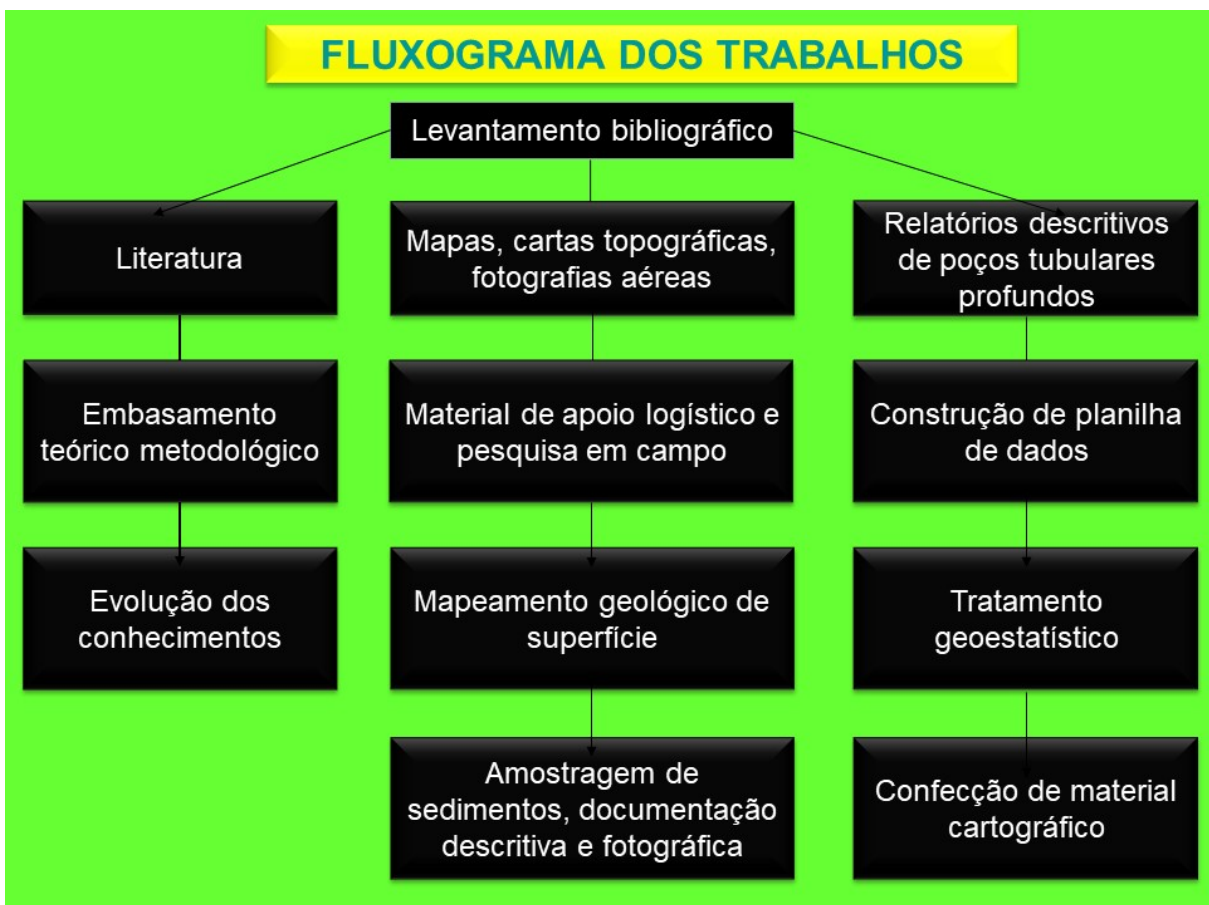 FLUXOGRAMA DOS TRABALHOS
Levantamento bibliográfico
Literatura
Mapas, cartas topográficas,
fotografias aéreas
Relatórios descritivos
de poços tubulares
profundos
Embasamento
teórico metodológico
Material de apoio logístico e
pesquisa em campo
Construção de planilha
de dados
Evolução dos
conhecimentos
Mapeamento geológico de
superfície
Tratamento
geoestatístico
Amostragem de
sedimentos, documentação
descritiva e fotográfica
Confecção de material
cartográfico